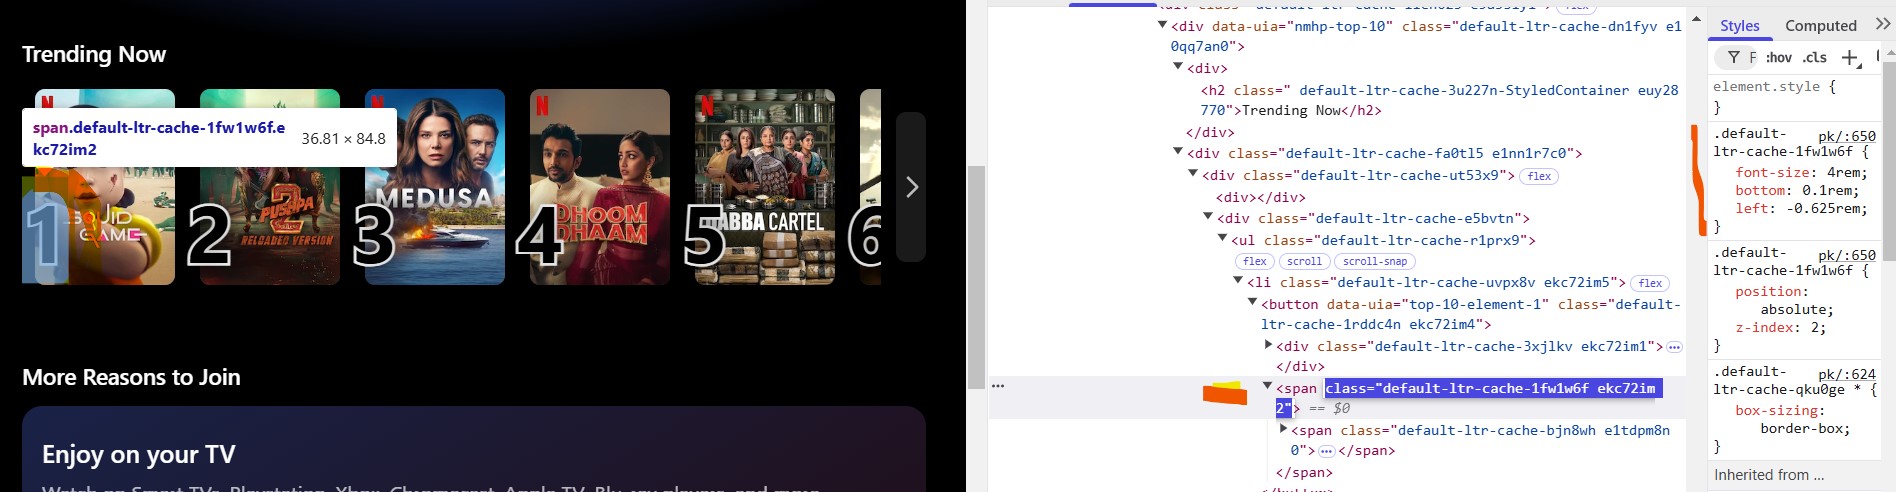 Trending Now
span.default-ltr-cache-1fw1w6f.e
kc72im2
36.81 × 84.8
N
N
N
N
N
SQUID
GAME
PUSHPA
2
RELOADED VERSION
MEDUSA
DHOOM
DHAAM
DABBA CARTEL
1
2
3
4
5
6
More Reasons to Join
Enjoy on your TV
Watch on Smart TVs, Playstation, Xbox, Chromecast, Apple TV, Blu-ray players, and more.
<div data-uia="nmhp-top-10" class="default-ltr-cache-dn1fyv e1
0qq7an0">
<div>
<h2 class=" default-ltr-cache-3u227n-StyledContainer euy28
770">Trending Now</h2>
</div>
<div class="default-ltr-cache-fa0tl5 e1nn1r7c0">
<div class="default-ltr-cache-ut53x9"> flex
<div></div>
<div class="default-ltr-cache-e5bvtn">
<ul class="default-ltr-cache-r1prx9">
flex scroll scroll-snap
<li class="default-ltr-cache-uvpx8v ekc72im5"> flex
<button data-uia="top-10-element-1" class="default-
ltr-cache-1rddc4n ekc72im4">
<div class="default-ltr-cache-3xjlkv ekc72im1"> …
</div>
… <span class="default-ltr-cache-1fw1w6f ekc72im
2"> == $0
<span class="default-ltr-cache-bjn8wh e1tdpm8n
0"> … </span>
</span>
Styles Computed »
F :hov .cls +
element.style {
}
.default- pk/:650
ltr-cache-1fw1w6f {
font-size: 4rem;
bottom: 0.1rem;
left: -0.625rem;
}
.default- pk/:650
ltr-cache-1fw1w6f {
position:
absolute;
z-index: 2;
}
.default- pk/:624
ltr-cache-qku0ge * {
box-sizing:
border-box;
}
Inherited from ...